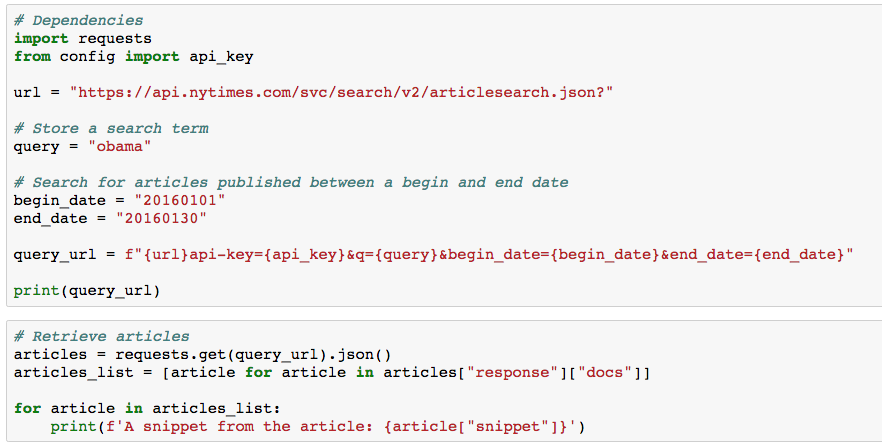 # Dependencies
import requests
from config import api_key
url = "https://api.nytimes.com/svc/search/v2/articlesearch.json?"
# Store a search term
query = "obama"
# Search for articles published between a begin and end date
begin_date = "20160101"
end_date = "20160130"
query_url = f"{url}api-key={api_key}&q={query}&begin_date={begin_date}&end_date={end_date}"
print(query_url)
# Retrieve articles
articles = requests.get(query_url).json()
articles_list = [article for article in articles["response"]["docs"]]
for article in articles_list:
    print(f'A snippet from the article: {article["snippet"]}')